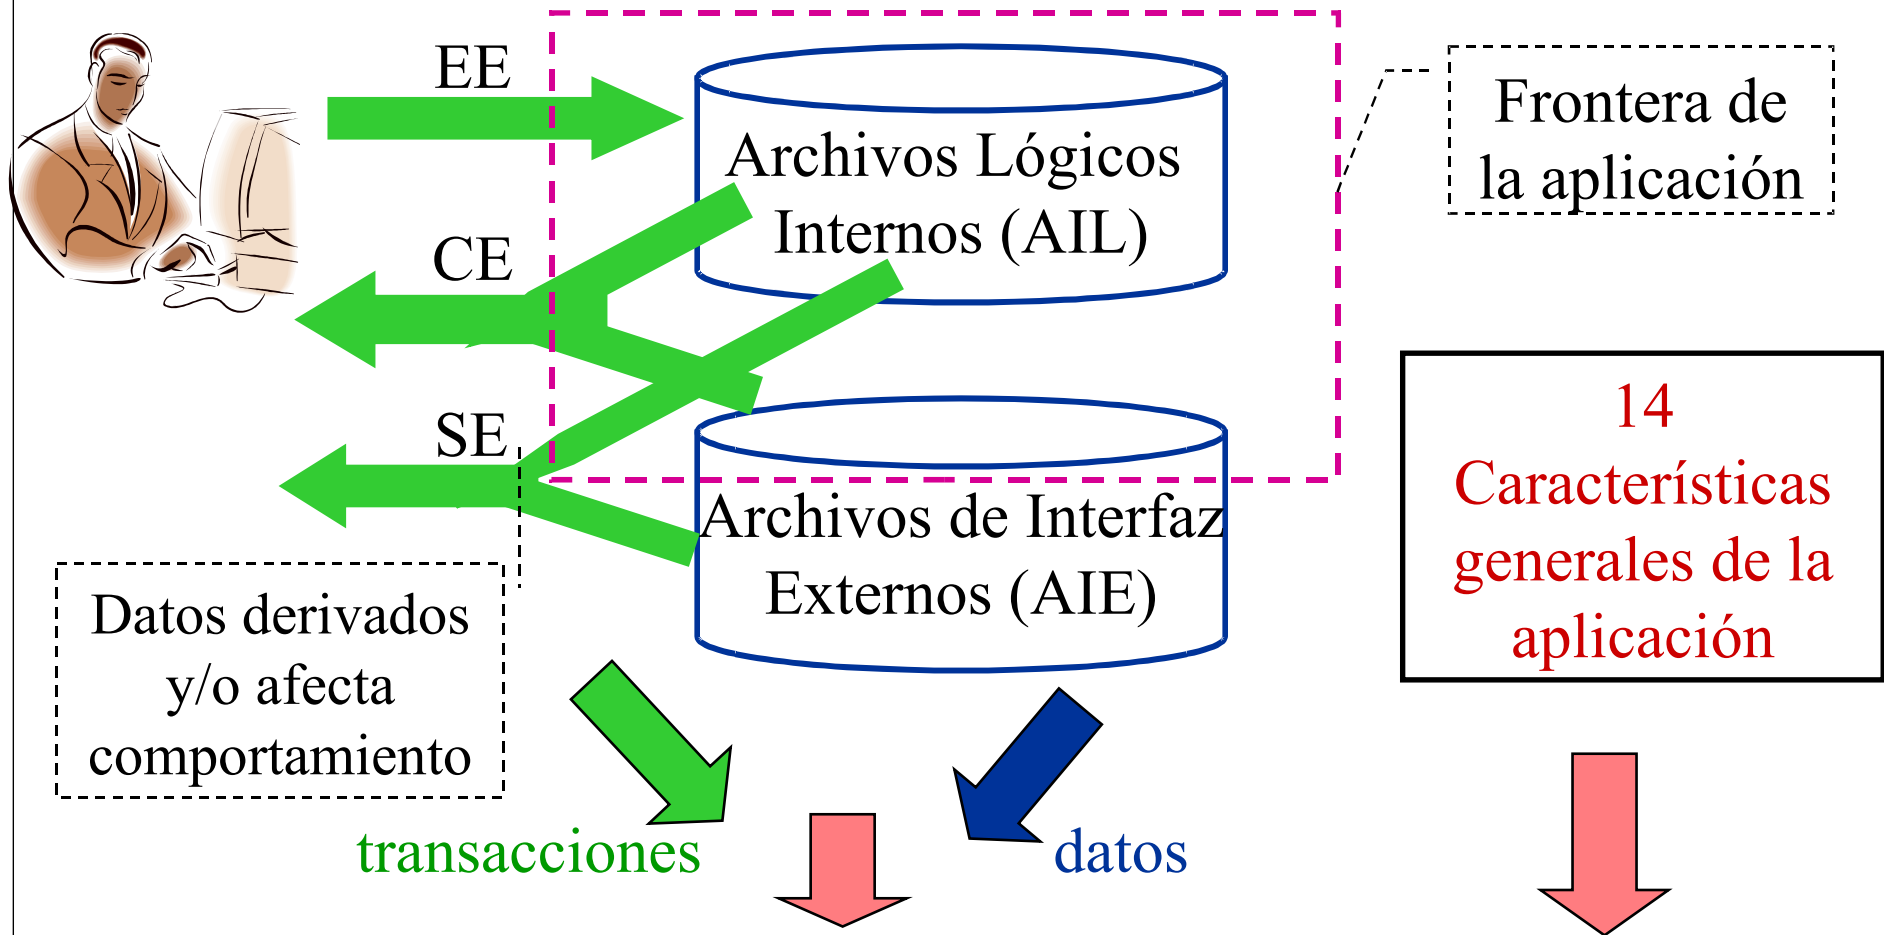 EE
Archivos Lógicos
Internos (AIL)
Frontera de
la aplicación
CE
SE
Archivos de Interfaz
Externos (AIE)
14
Características
generales de la
aplicación
Datos derivados
y/o afecta
comportamiento
transacciones
datos